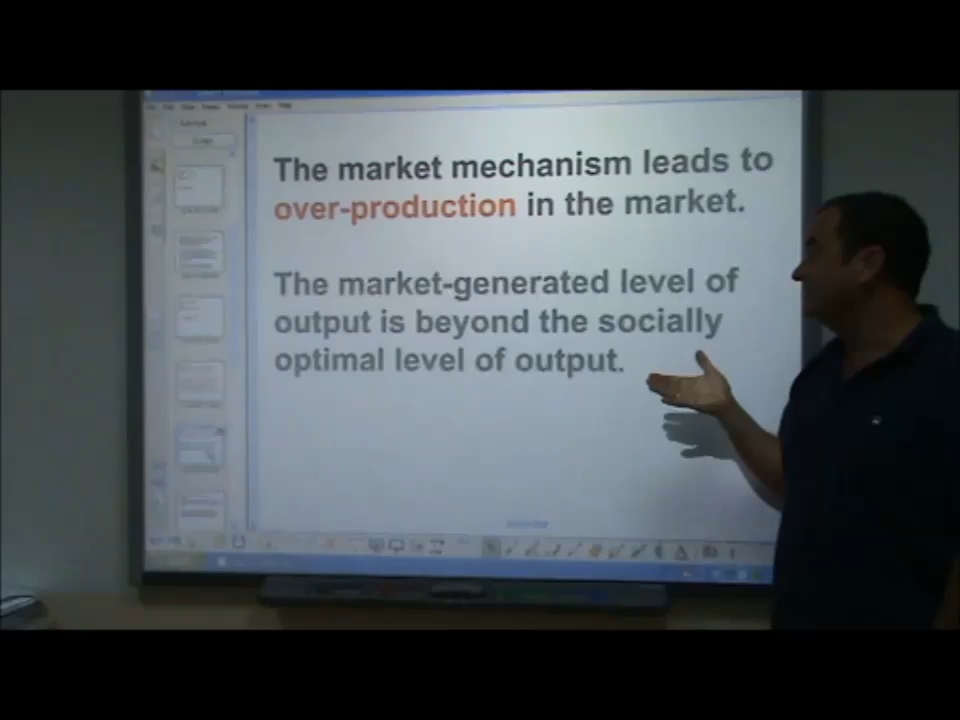 The market mechanism leads to
over-production in the market.
The market-generated level of
output is beyond the socially
optimal level of output.